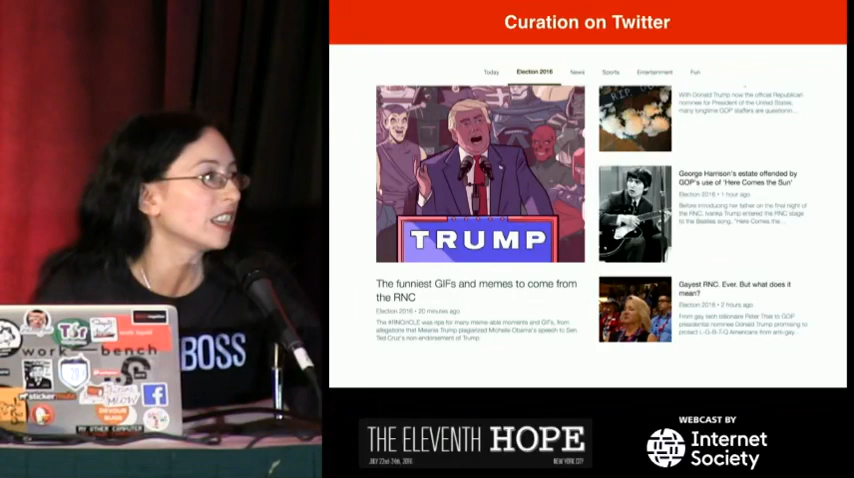 Curation on Twitter
Today Election 2016 News Sports Entertainment Fun
TRUMP
The funniest GIFs and memes to come from
the RNC
Election 2016 • 20 minutes ago
The #RNCinCLE was ripe for many meme-able moments and GIFs, from
allegations that Melania Trump plagiarized Michelle Obama's speech to Sen.
Ted Cruz's non-endorsement of Trump
RIP
With Donald Trump now the official Republican
nominee for President of the United States,
many longtime GOP staffers are questionin...
George Harrison's estate offended by
GOP's use of 'Here Comes the Sun'
Election 2016 • 1 hour ago
Before introducing her father on the final night of
the RNC, Ivanka Trump entered the RNC stage
to the Beatles song, "Here Comes the...
Gayest RNC. Ever. But what does it
mean?
Election 2016 • 2 hours ago
From gay tech billionaire Peter Thiel to GOP
presidential nominee Donald Trump promising to
protect L-G-B-T-Q Americans from anti-gay...
BOSS
Tor
work bench
stickermule
DEVOUR
MY OTHER COMPUTER
THE ELEVENTH HOPE
JULY 22nd-24th, 2016 NEW YORK CITY
WEBCAST BY
Internet
Society